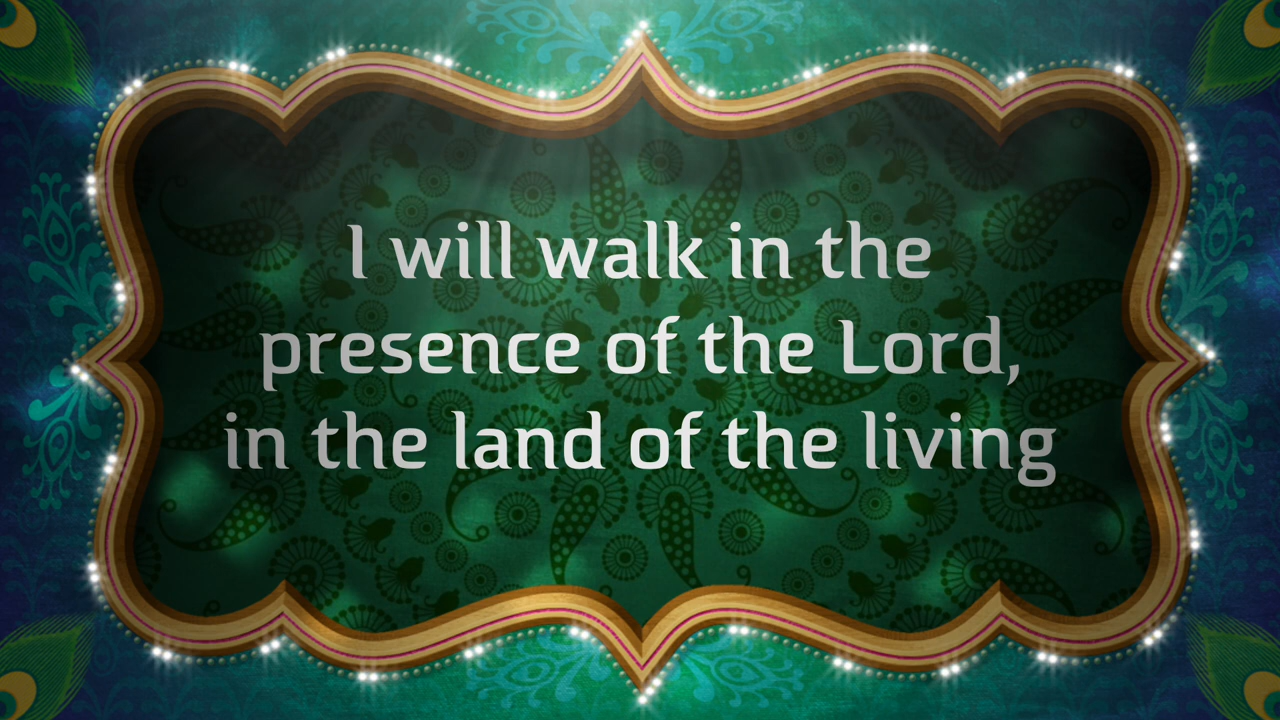 I will walk in the
presence of the Lord,
in the land of the living